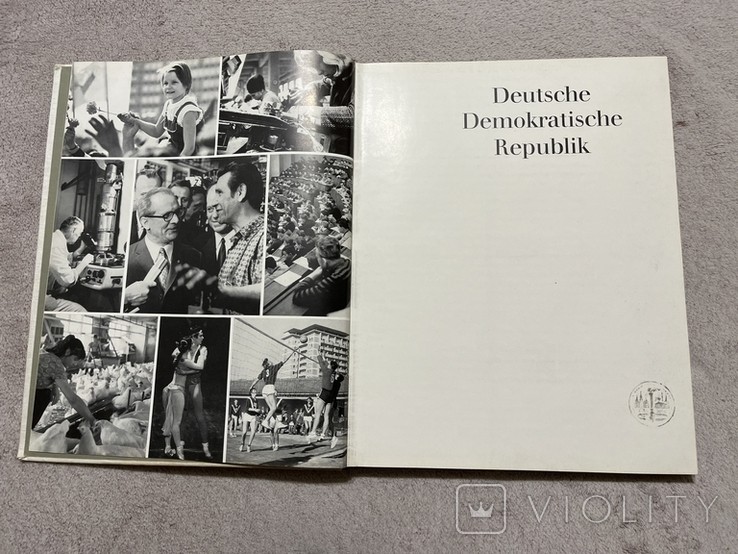 Deutsche
Demokratische
Republik
VIOLITY